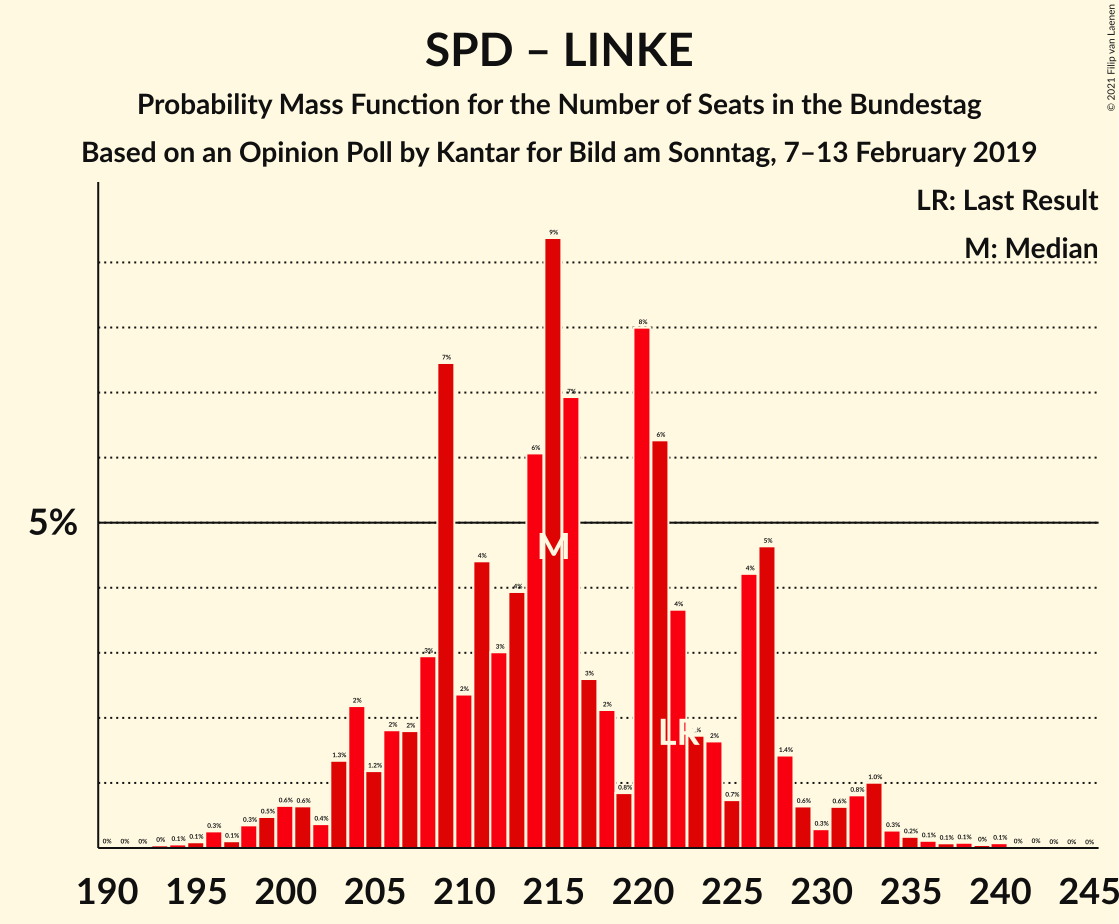 © 2021 Filip van Laenen
SPD – LINKE
Probability Mass Function for the Number of Seats in the Bundestag
Based on an Opinion Poll by Kantar for Bild am Sonntag, 7–13 February 2019
LR: Last Result
M: Median
5%
0% 0% 0% 0% 0.1% 0.1% 0.3% 0.1% 0.3% 0.5% 0.6% 0.6% 0.4% 1.3% 2% 1.2% 2% 2% 3% 7% 2% 4% 3% 4% 6% 9% 7% 3% 2% 0.8% 8% 6% 4% 2% 0.7% 4% 5% 1.4% 0.6% 0.3% 0.6% 0.8% 1.0% 0.3% 0.2% 0.1% 0.1% 0.1% 0% 0.1% 0% 0% 0% 0% 0%
M
LR
190 195 200 205 210 215 220 225 230 235 240 245